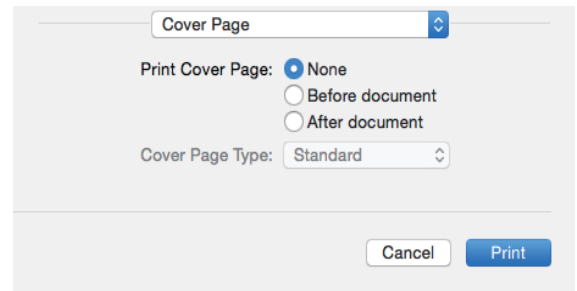 Cover Page
Print Cover Page: None
Before document
After document
Cover Page Type: Standard
Cancel Print